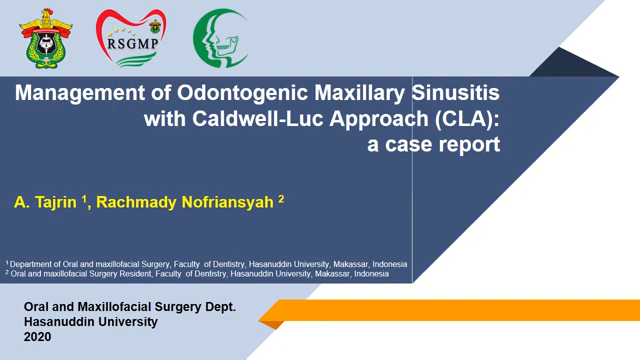 RSGMP
Management of Odontogenic Maxillary Sinusitis
with Caldwell-Luc Approach (CLA):
a case report
A. Tajrin 1, Rachmady Nofriansyah 2
1 Department of Oral and maxillofacial Surgery, Faculty of Dentistry, Hasanuddin University, Makassar, Indonesia
2 Oral and maxillofacial Surgery Resident, Faculty of Dentistry, Hasanuddin University, Makassar, Indonesia
Oral and Maxillofacial Surgery Dept.
Hasanuddin University
2020